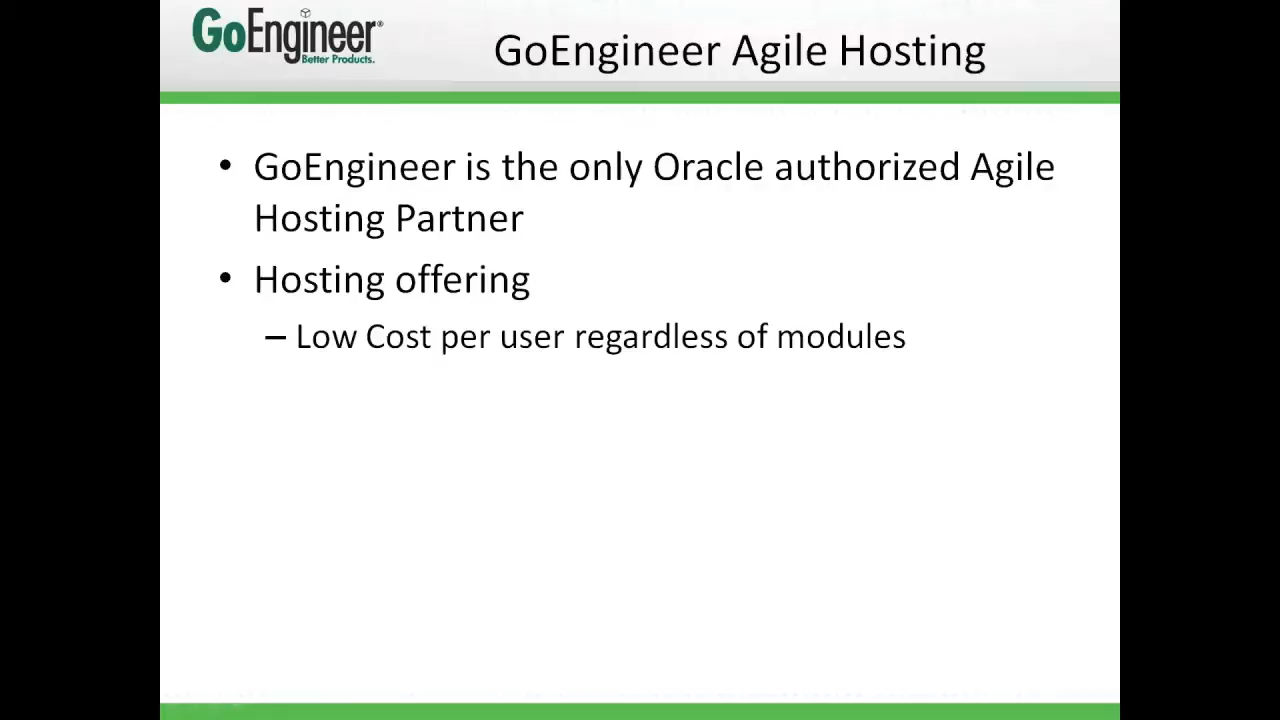 GoEngineer®
Better Products.
GoEngineer Agile Hosting
• GoEngineer is the only Oracle authorized Agile
Hosting Partner
• Hosting offering
– Low Cost per user regardless of modules